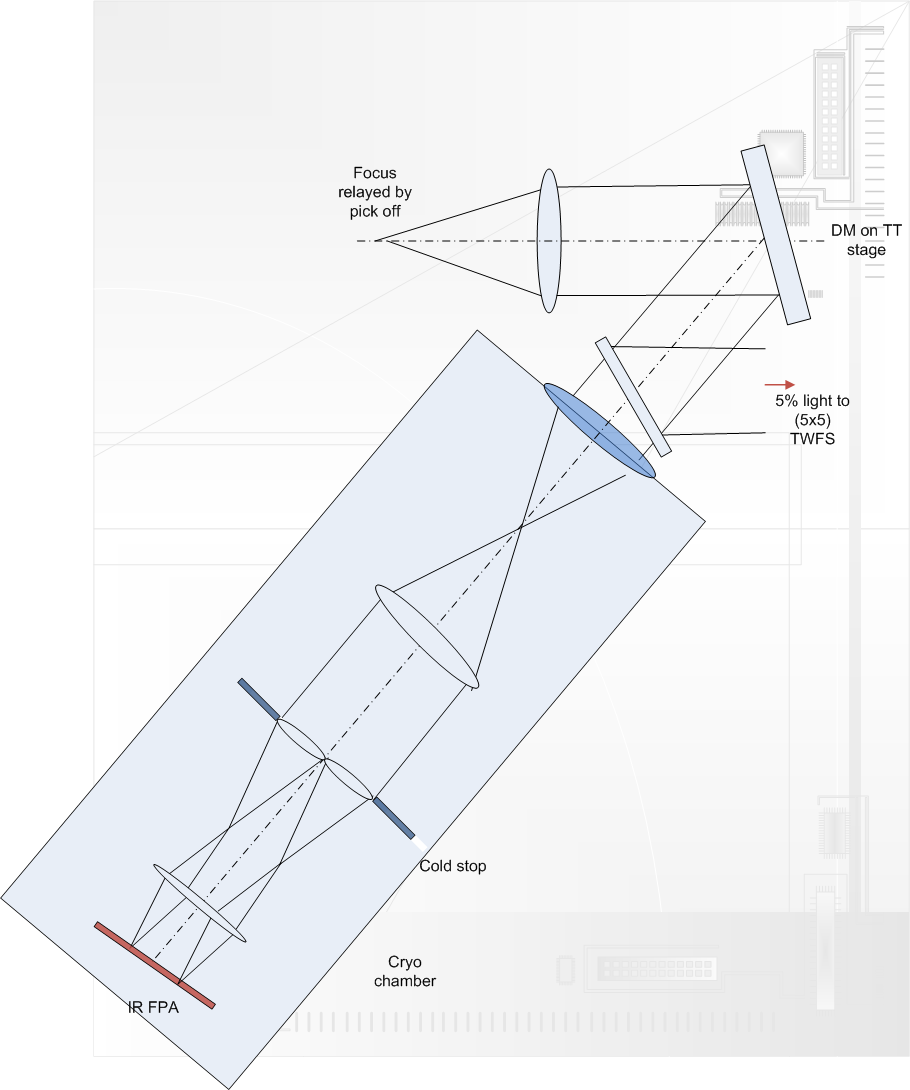 Focus
relayed by
pick off
DM on TT
stage
5% light to
(5x5)
TWFS
Cold stop
Cryo
chamber
IR FPA